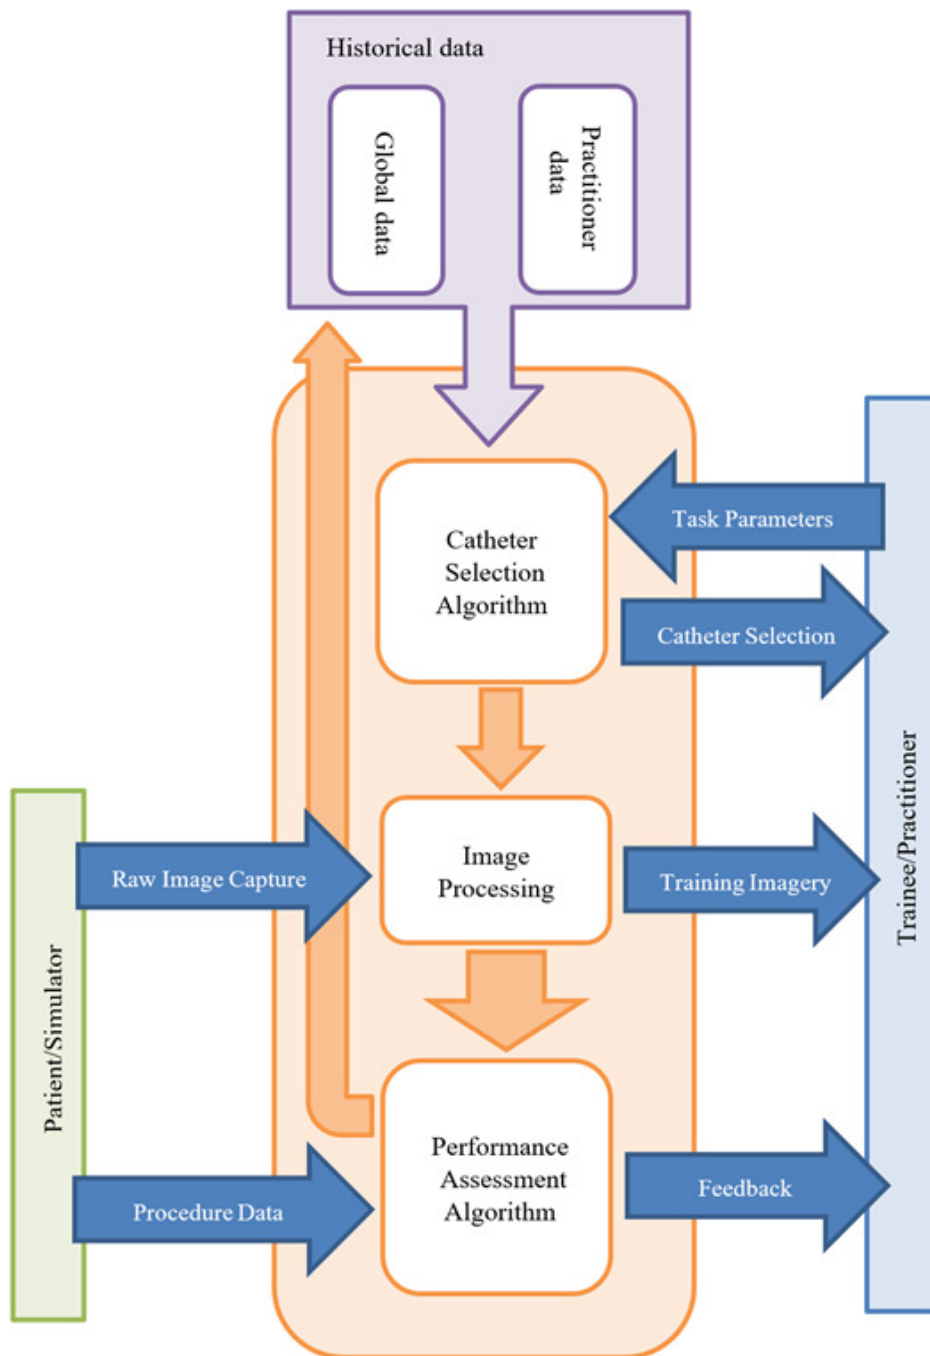 Historical data
Global data
Practitioner
data
Catheter
Selection
Algorithm
Task Parameters
Catheter Selection
Image
Processing
Raw Image Capture
Training Imagery
Trainee/Practitioner
Patient/Simulator
Performance
Assessment
Algorithm
Procedure Data
Feedback